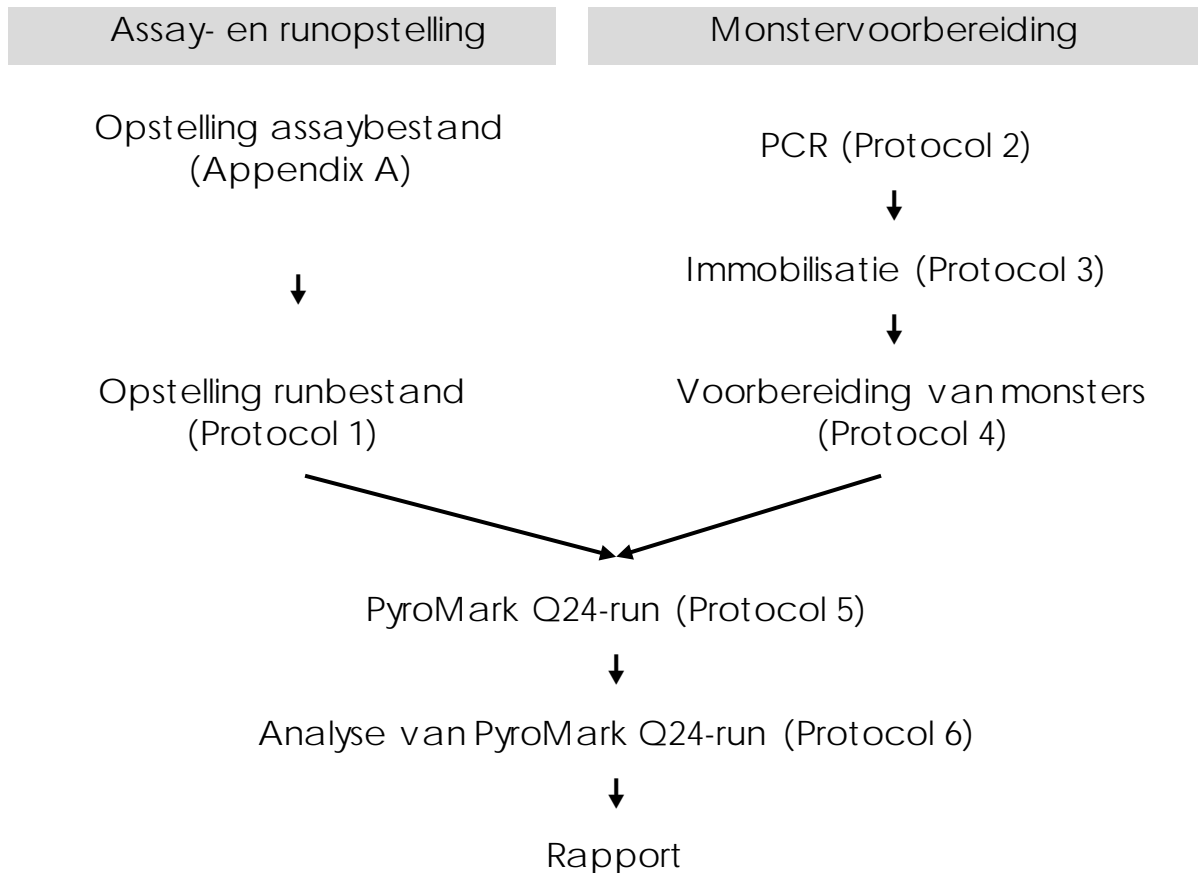 Assay- en runopstelling
Monstervoorbereiding
Opstelling assaybestand
(Appendix A)
PCR (Protocol 2)
Immobilisatie (Protocol 3)
Opstelling runbestand
(Protocol 1)
Voorbereiding van monsters
(Protocol 4)
PyroMark Q24-run (Protocol 5)
Analyse van PyroMark Q24-run (Protocol 6)
Rapport